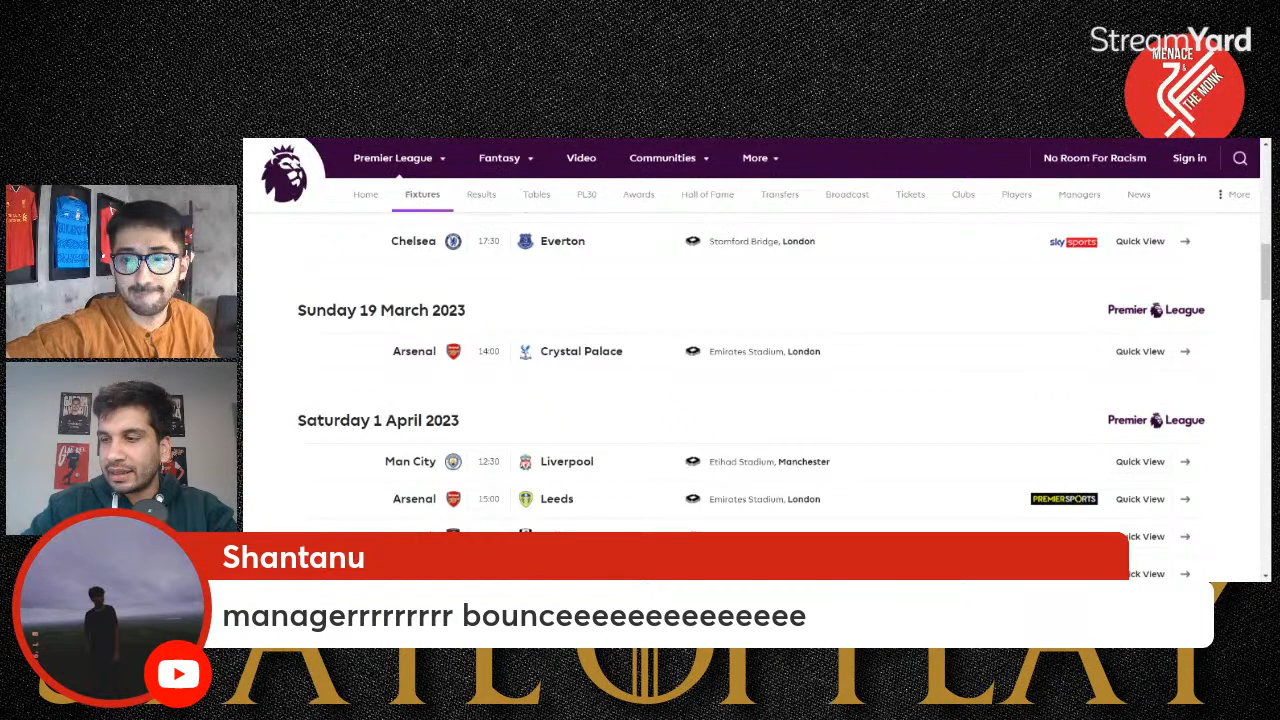 StreamYard
MENACE
&
THE MONK
Premier League
Fantasy
Video
Communities
More
No Room For Racism
Sign in
Home
Fixtures
Results
Tables
PL30
Awards
Hall of Fame
Transfers
Broadcast
Tickets
Clubs
Players
Managers
News
More
Chelsea 17:30 Everton Stamford Bridge, London sky sports Quick View
Sunday 19 March 2023 Premier League
Arsenal 14:00 Crystal Palace Emirates Stadium, London Quick View
Saturday 1 April 2023 Premier League
Man City 12:30 Liverpool Etihad Stadium, Manchester Quick View
Arsenal 15:00 Leeds Emirates Stadium, London PREMIERSPORTS Quick View
Shantanu
managerrrrrrrrr bounceeeeeeeeeeeeeee